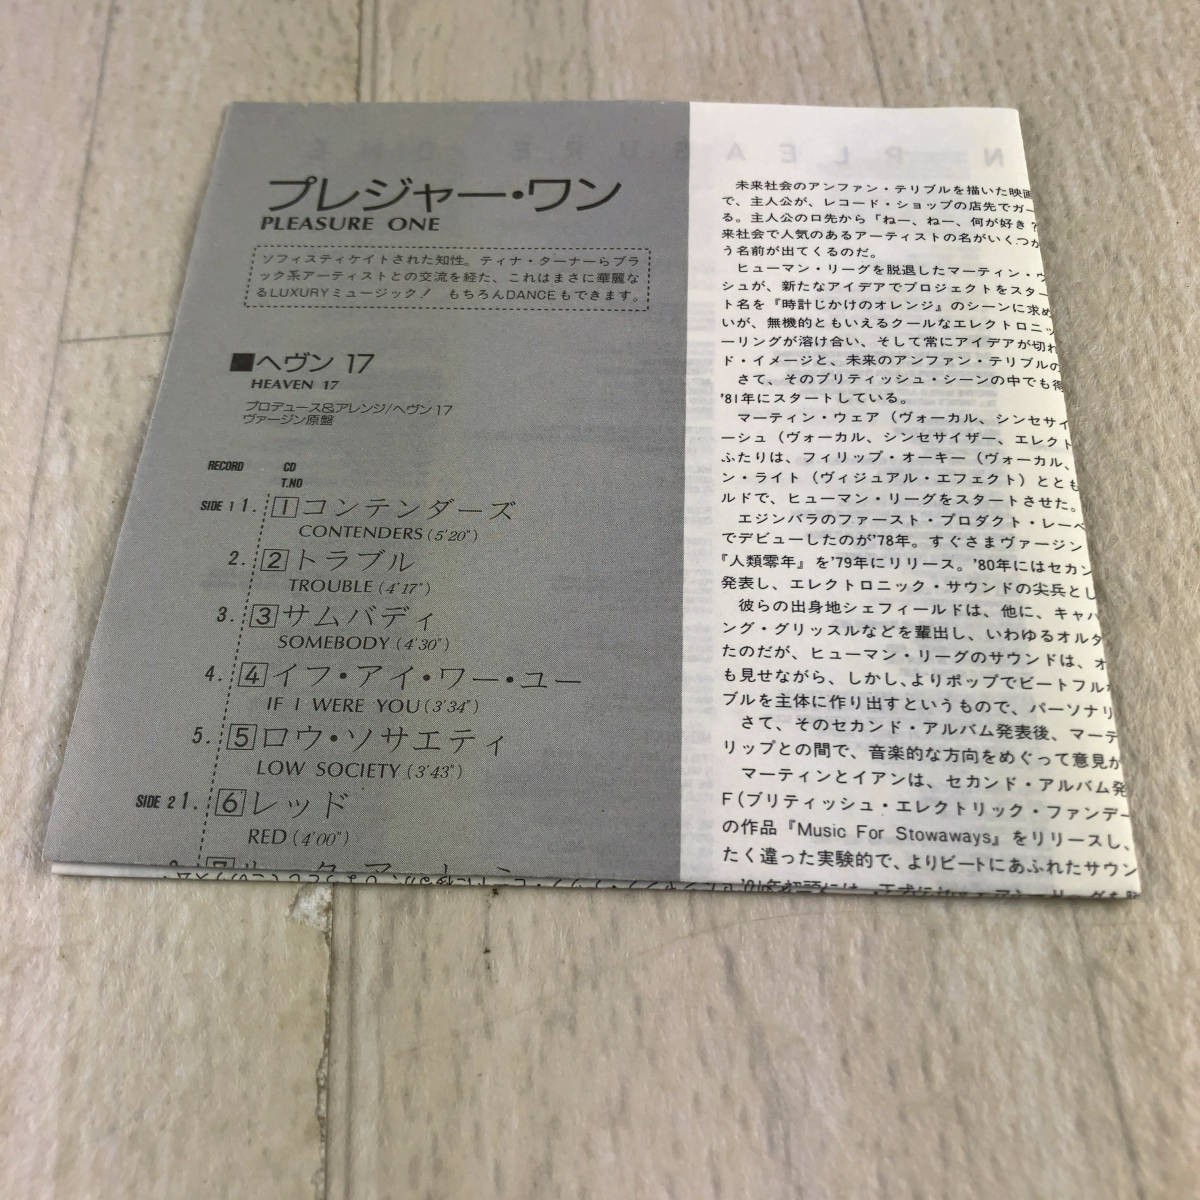 プレジャー・ワン
PLEASURE ONE
ソフィスティケイトされた知性。ティナ・ターナーらブラ
ック系アーティストとの交流を経た、これはまさに華麗な
るLUXURYミュージック! もちろんDANCEもできます。
■ヘヴン 17
HEAVEN 17
プロデュース&アレンジ/ヘヴン17
ヴァージン原盤
RECORD CD
T.NO
SIDE 1 1. 1 コンテンダーズ
CONTENDERS (5'20")
2. 2 トラブル
TROUBLE (4'17")
3. 3 サムバディ
SOMEBODY (4'30")
4. 4 イフ・アイ・ワー・ユー
IF I WERE YOU (3'34")
5. 5 ロウ・ソサエティ
LOW SOCIETY (3'43")
SIDE 2 1. 6 レッド
RED (4'00")
未来社会のアンファン・テリブルを描いた映画
で、主人公が、レコード・ショップの店先でガー
る。主人公の口先から「ねー、ねー、何が好き?
来社会で人気のあるアーティストの名がいくつか
う名前が出てくるのだ。
ヒューマン・リーグを脱退したマーティン・ウ
シュが、新たなアイデアでプロジェクトをスター
ト名を『時計じかけのオレンジ』のシーンに求め
いが、無機的ともいえるクールなエレクトロニッ
ーリングが溶け合い、そして常にアイデアが切れ
ド・イメージと、未来のアンファン・テリブルの
さて、そのブリティッシュ・シーンの中でも得
'81年にスタートしている。
マーティン・ウェア(ヴォーカル、シンセサイ
ーシュ(ヴォーカル、シンセサイザー、エレクト
ふたりは、フィリップ・オーキー(ヴォーカル、
ン・ライト(ヴィジュアル・エフェクト)ととも
ルドで、ヒューマン・リーグをスタートさせた。
エジンバラのファースト・プロダクト・レーベ
でデビューしたのが'78年。すぐさまヴァージン
『人類零年』を'79年にリリース。'80年にはセカン
発表し、エレクトロニック・サウンドの尖兵とし
彼らの出身地シェフィールドは、他に、キャバ
ング・グリッスルなどを輩出し、いわゆるオルタ
たのだが、ヒューマン・リーグのサウンドは、オ
も見せながら、しかし、よりポップでビートフルな
ブルを主体に作り出すというもので、パーソナリ
さて、そのセカンド・アルバム発表後、マーテ
リップとの間で、音楽的な方向をめぐって意見が
マーティンとイアンは、セカンド・アルバム発
F(ブリティッシュ・エレクトリック・ファンデー
の作品『Music For Stowaways』をリリースし、
たく違った実験的で、よりビートにあふれたサウン